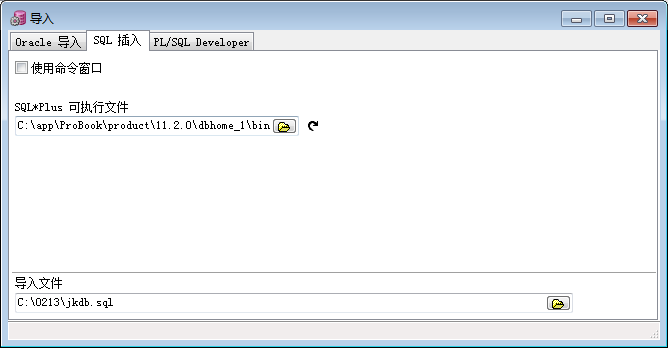 导入
Oracle 导入 SQL 插入 PL/SQL Developer
使用命令窗口
SQL*Plus 可执行文件
C:\app\ProBook\product\11.2.0\dbhome_1\bin
导入文件
C:\0213\jkdb.sql